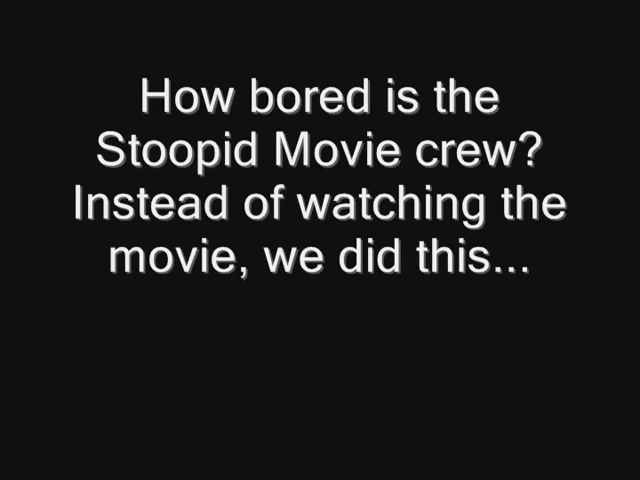 How bored is the
Stoopid Movie crew?
Instead of watching the
movie, we did this...